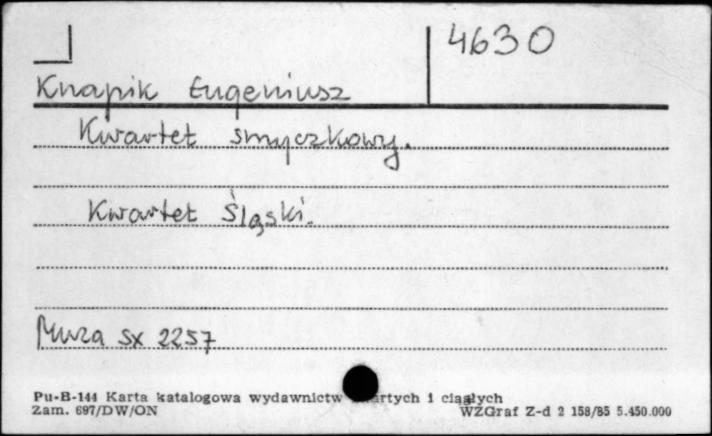 4630
Knapik Eugeniusz
Kwartet smyczkowy.
Kwartet Śląski.
Muza SX 2257
Pu-B-144 Karta katalogowa wydawnictw i ciągłych
Zam. 697/DW/ON WZGraf Z-d 2 158/85 5.450.000